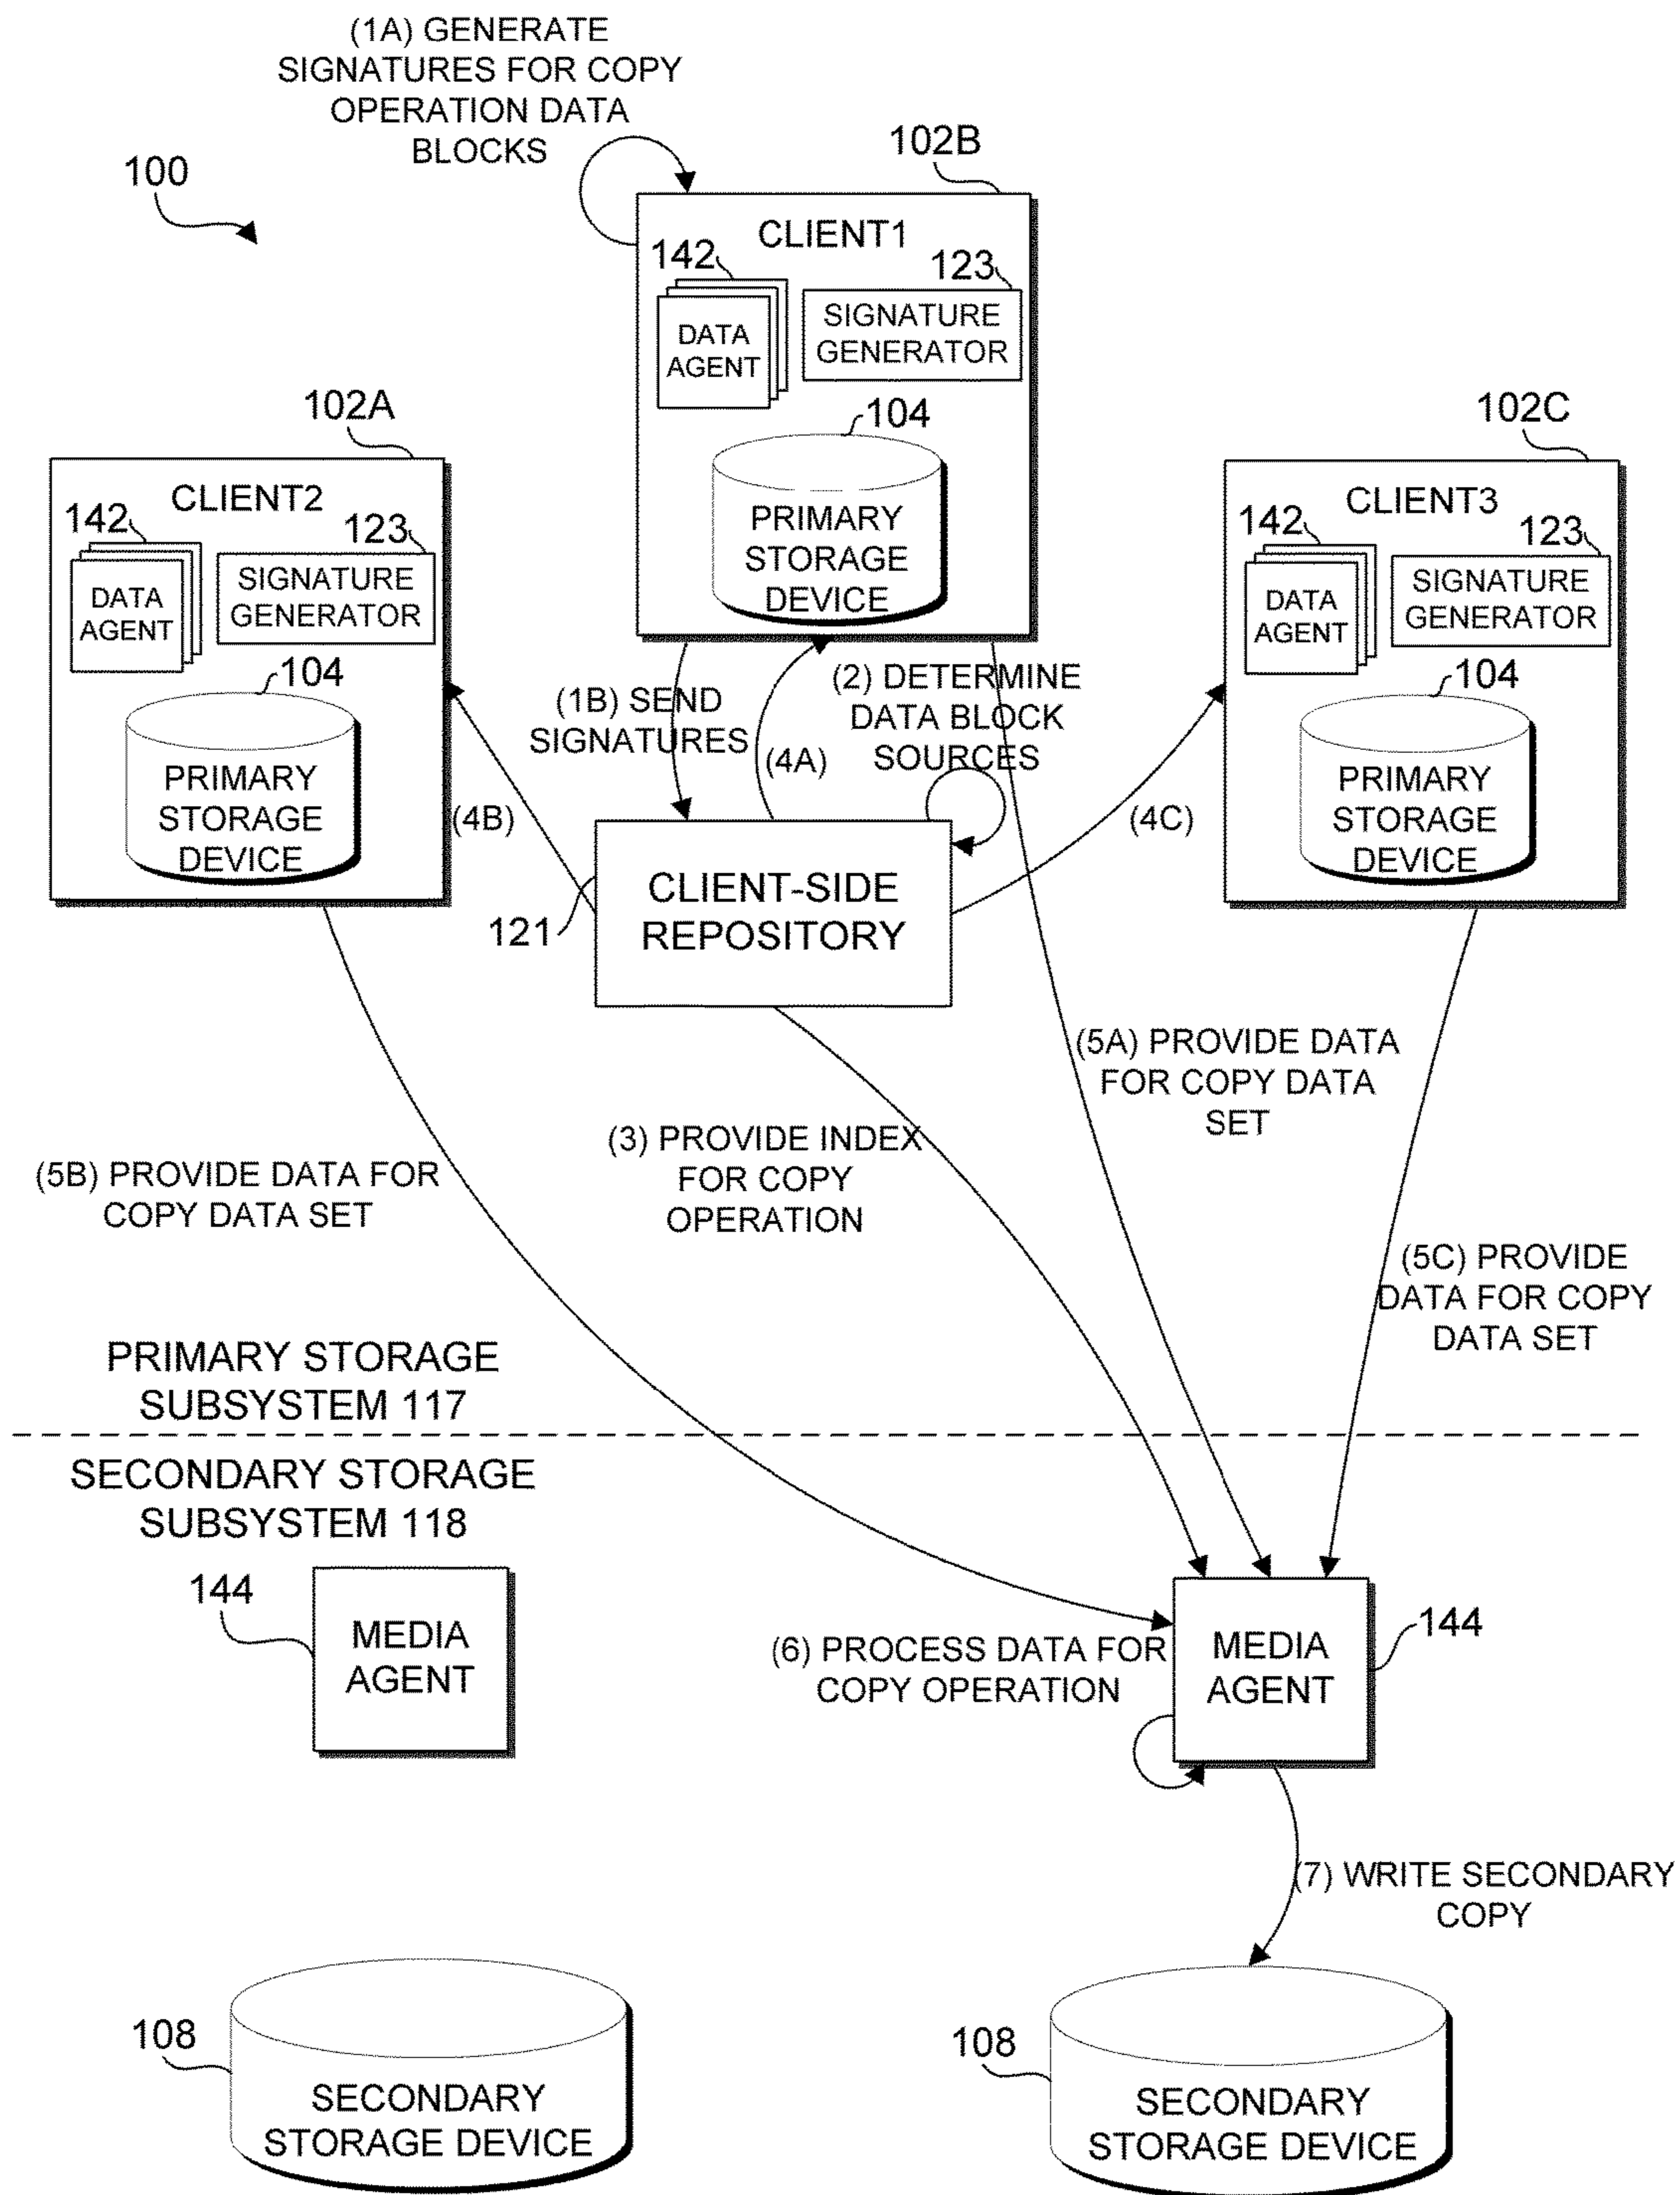 (1A) GENERATE
SIGNATURES FOR COPY
OPERATION DATA
BLOCKS
100
102B
CLIENT1
142
123
DATA
AGENT
SIGNATURE
GENERATOR
104
PRIMARY
STORAGE
DEVICE
102A
CLIENT2
142
123
DATA
AGENT
SIGNATURE
GENERATOR
104
PRIMARY
STORAGE
DEVICE
102C
CLIENT3
142
123
DATA
AGENT
SIGNATURE
GENERATOR
104
PRIMARY
STORAGE
DEVICE
(1B) SEND
SIGNATURES
(4A)
(2) DETERMINE
DATA BLOCK
SOURCES
(4B)
(4C)
CLIENT-SIDE
REPOSITORY
121
(5A) PROVIDE DATA
FOR COPY DATA
SET
(3) PROVIDE INDEX
FOR COPY
OPERATION
(5B) PROVIDE DATA FOR
COPY DATA SET
(5C) PROVIDE
DATA FOR COPY
DATA SET
PRIMARY STORAGE
SUBSYSTEM 117
SECONDARY STORAGE
SUBSYSTEM 118
144
MEDIA
AGENT
(6) PROCESS DATA FOR
COPY OPERATION
MEDIA
AGENT
144
(7) WRITE SECONDARY
COPY
108
SECONDARY
STORAGE DEVICE
108
SECONDARY
STORAGE DEVICE